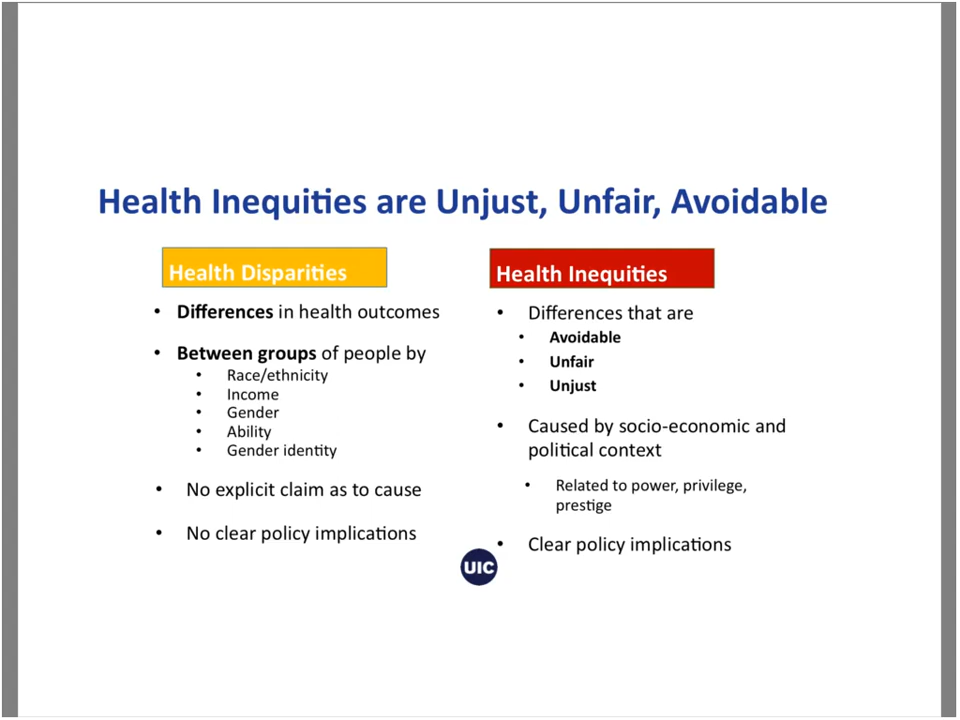 Health Inequities are Unjust, Unfair, Avoidable
Health Disparities
• Differences in health outcomes
• Between groups of people by
• Race/ethnicity
• Income
• Gender
• Ability
• Gender identity
• No explicit claim as to cause
• No clear policy implications
Health Inequities
• Differences that are
• Avoidable
• Unfair
• Unjust
• Caused by socio-economic and
political context
• Related to power, privilege,
prestige
• Clear policy implications
UIC